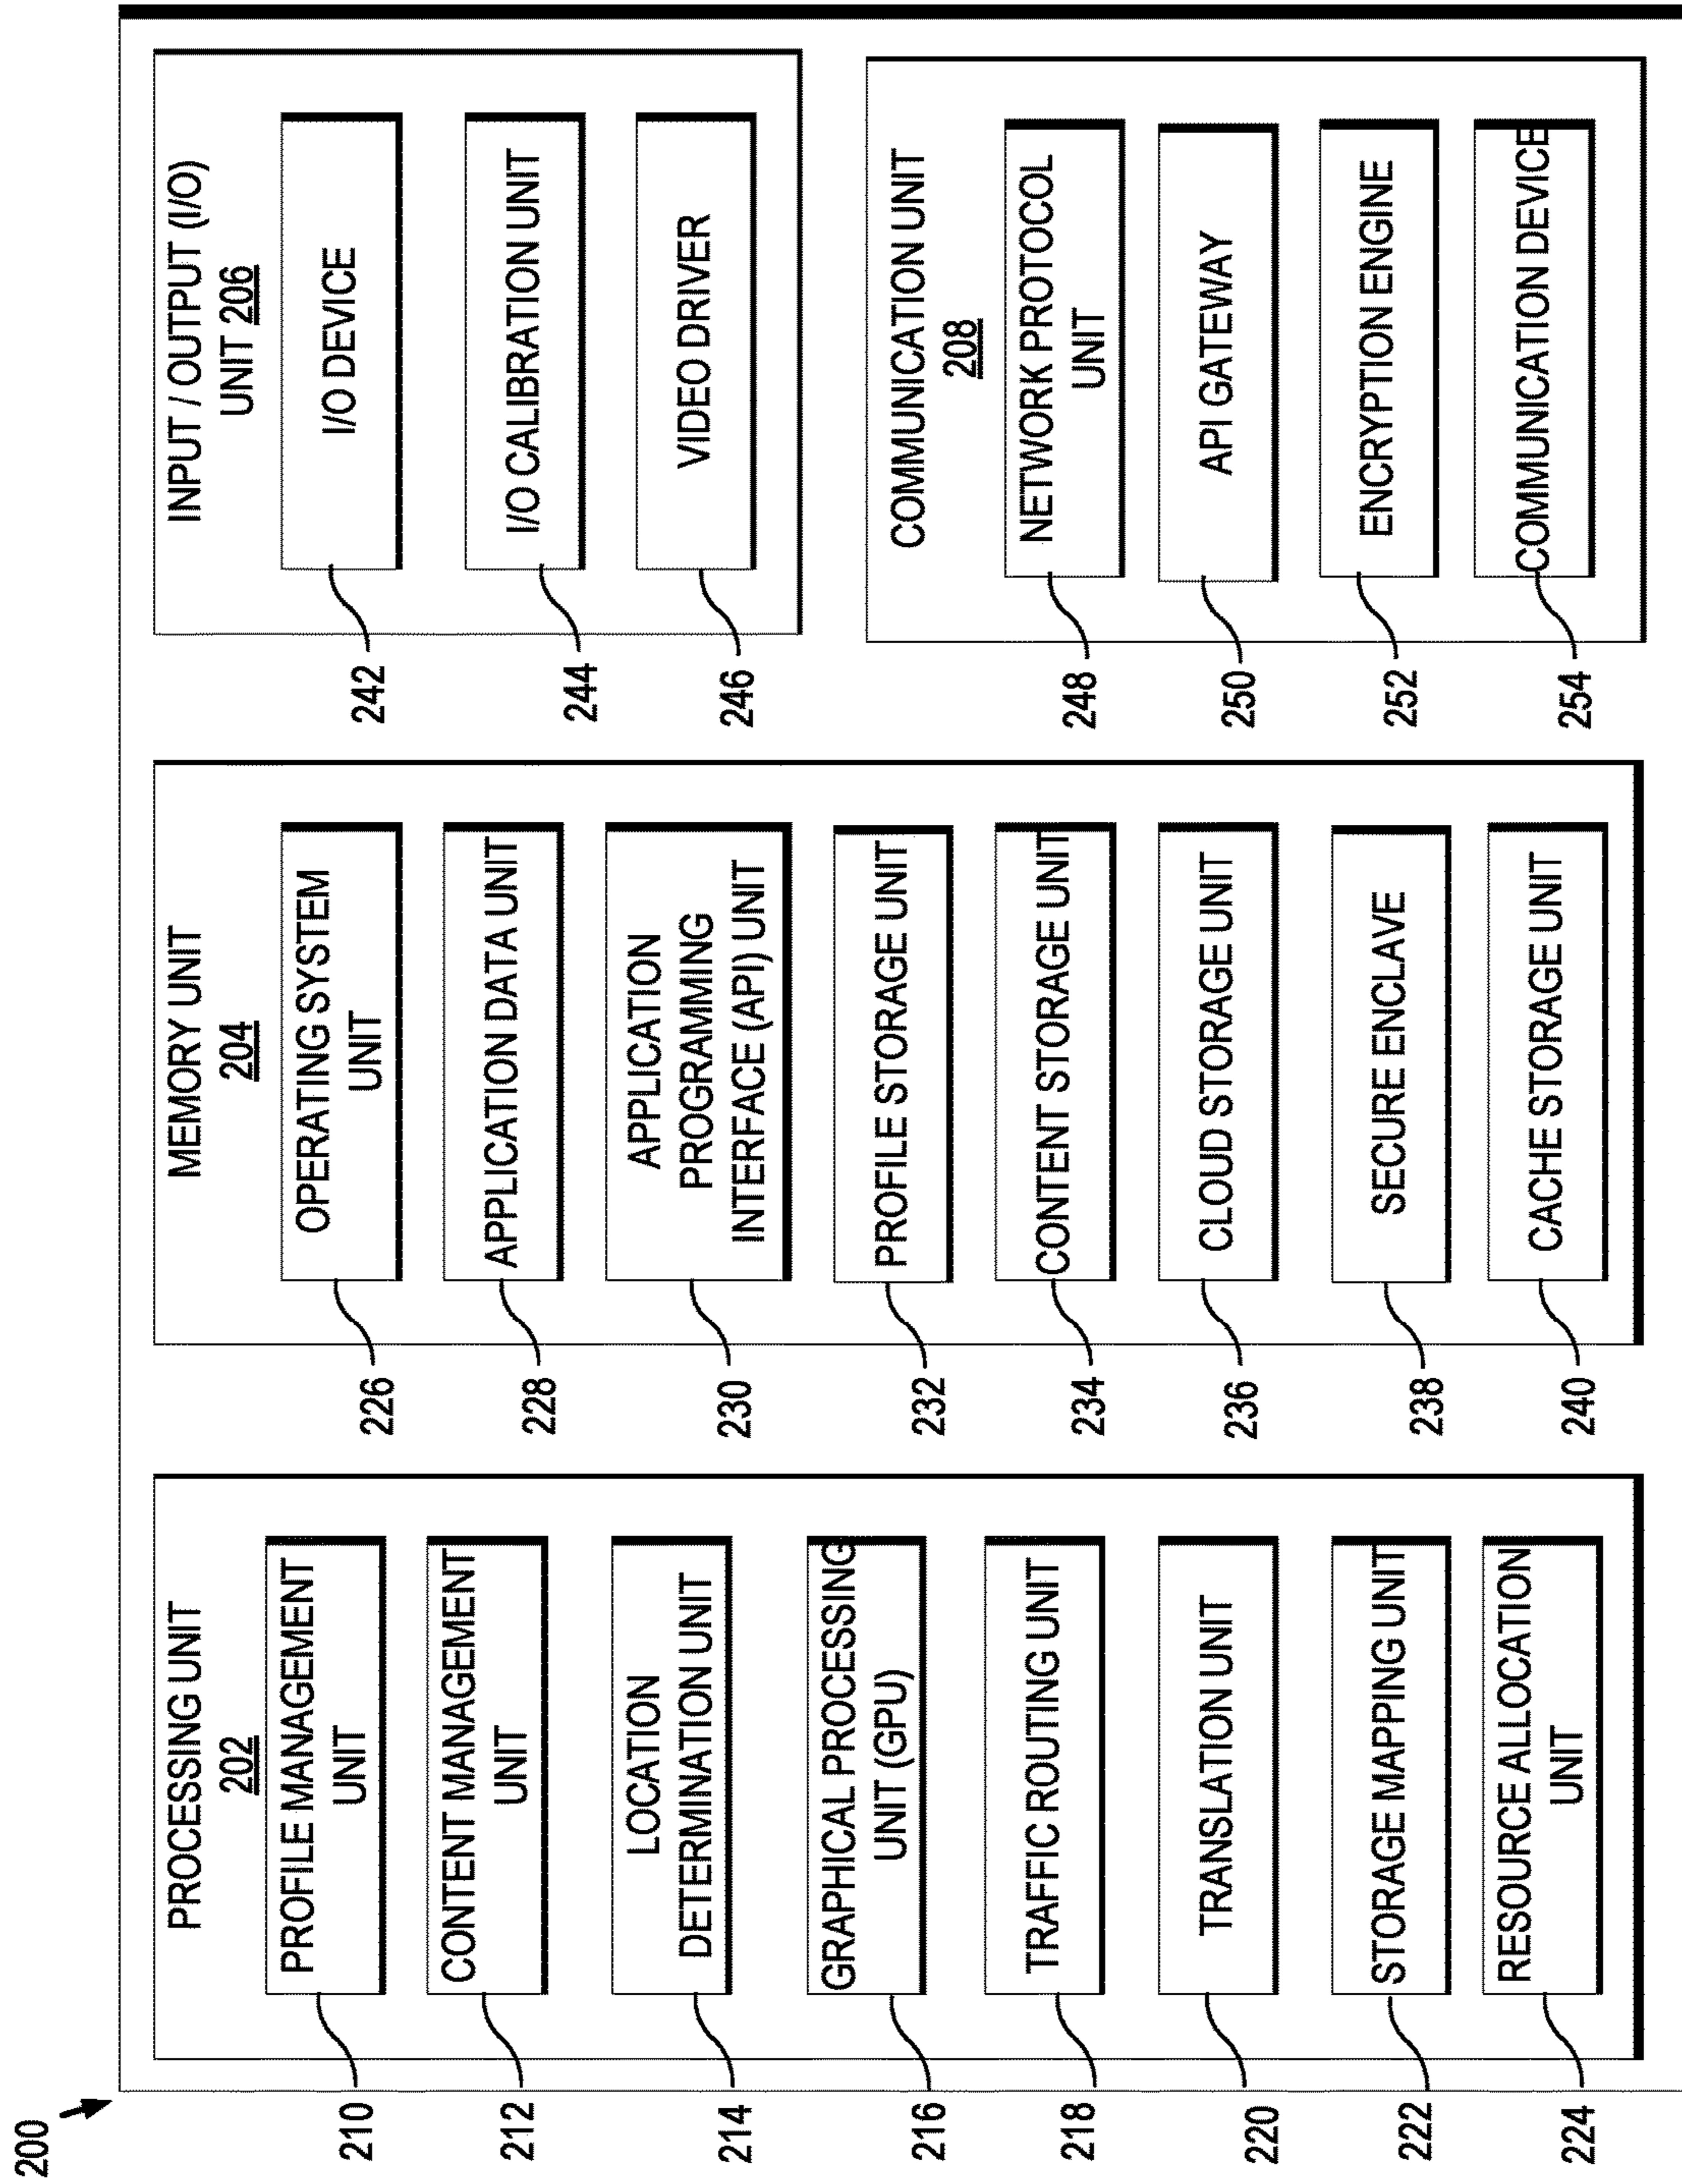 200
PROCESSING UNIT
202
210
PROFILE MANAGEMENT
UNIT
212
CONTENT MANAGEMENT
UNIT
214
LOCATION
DETERMINATION UNIT
216
GRAPHICAL PROCESSING
UNIT (GPU)
218
TRAFFIC ROUTING UNIT
220
TRANSLATION UNIT
222
STORAGE MAPPING UNIT
224
RESOURCE ALLOCATION
UNIT
MEMORY UNIT
204
226
OPERATING SYSTEM
UNIT
228
APPLICATION DATA UNIT
230
APPLICATION
PROGRAMMING
INTERFACE (API) UNIT
232
PROFILE STORAGE UNIT
234
CONTENT STORAGE UNIT
236
CLOUD STORAGE UNIT
238
SECURE ENCLAVE
240
CACHE STORAGE UNIT
INPUT / OUTPUT (I/O)
UNIT 206
242
I/O DEVICE
244
I/O CALIBRATION UNIT
246
VIDEO DRIVER
COMMUNICATION UNIT
208
248
NETWORK PROTOCOL
UNIT
250
API GATEWAY
252
ENCRYPTION ENGINE
254
COMMUNICATION DEVICE